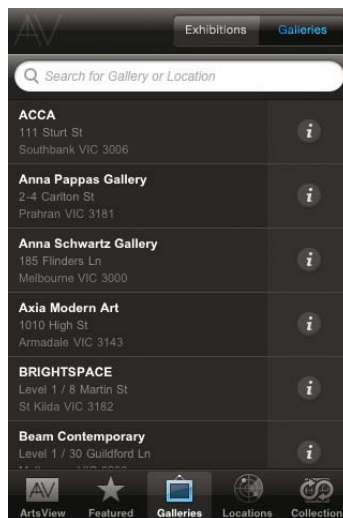 AV
Exhibitions Galleries
Search for Gallery or Location
ACCA
111 Sturt St
Southbank VIC 3006
Anna Pappas Gallery
2-4 Carlton St
Prahran VIC 3181
Anna Schwartz Gallery
185 Flinders Ln
Melbourne VIC 3000
Axia Modern Art
1010 High St
Armadale VIC 3143
BRIGHTSPACE
Level 1 / 8 Martin St
St Kilda VIC 3182
Beam Contemporary
Level 1 / 30 Guildford Ln
AV
ArtsView Featured Galleries Locations Collection